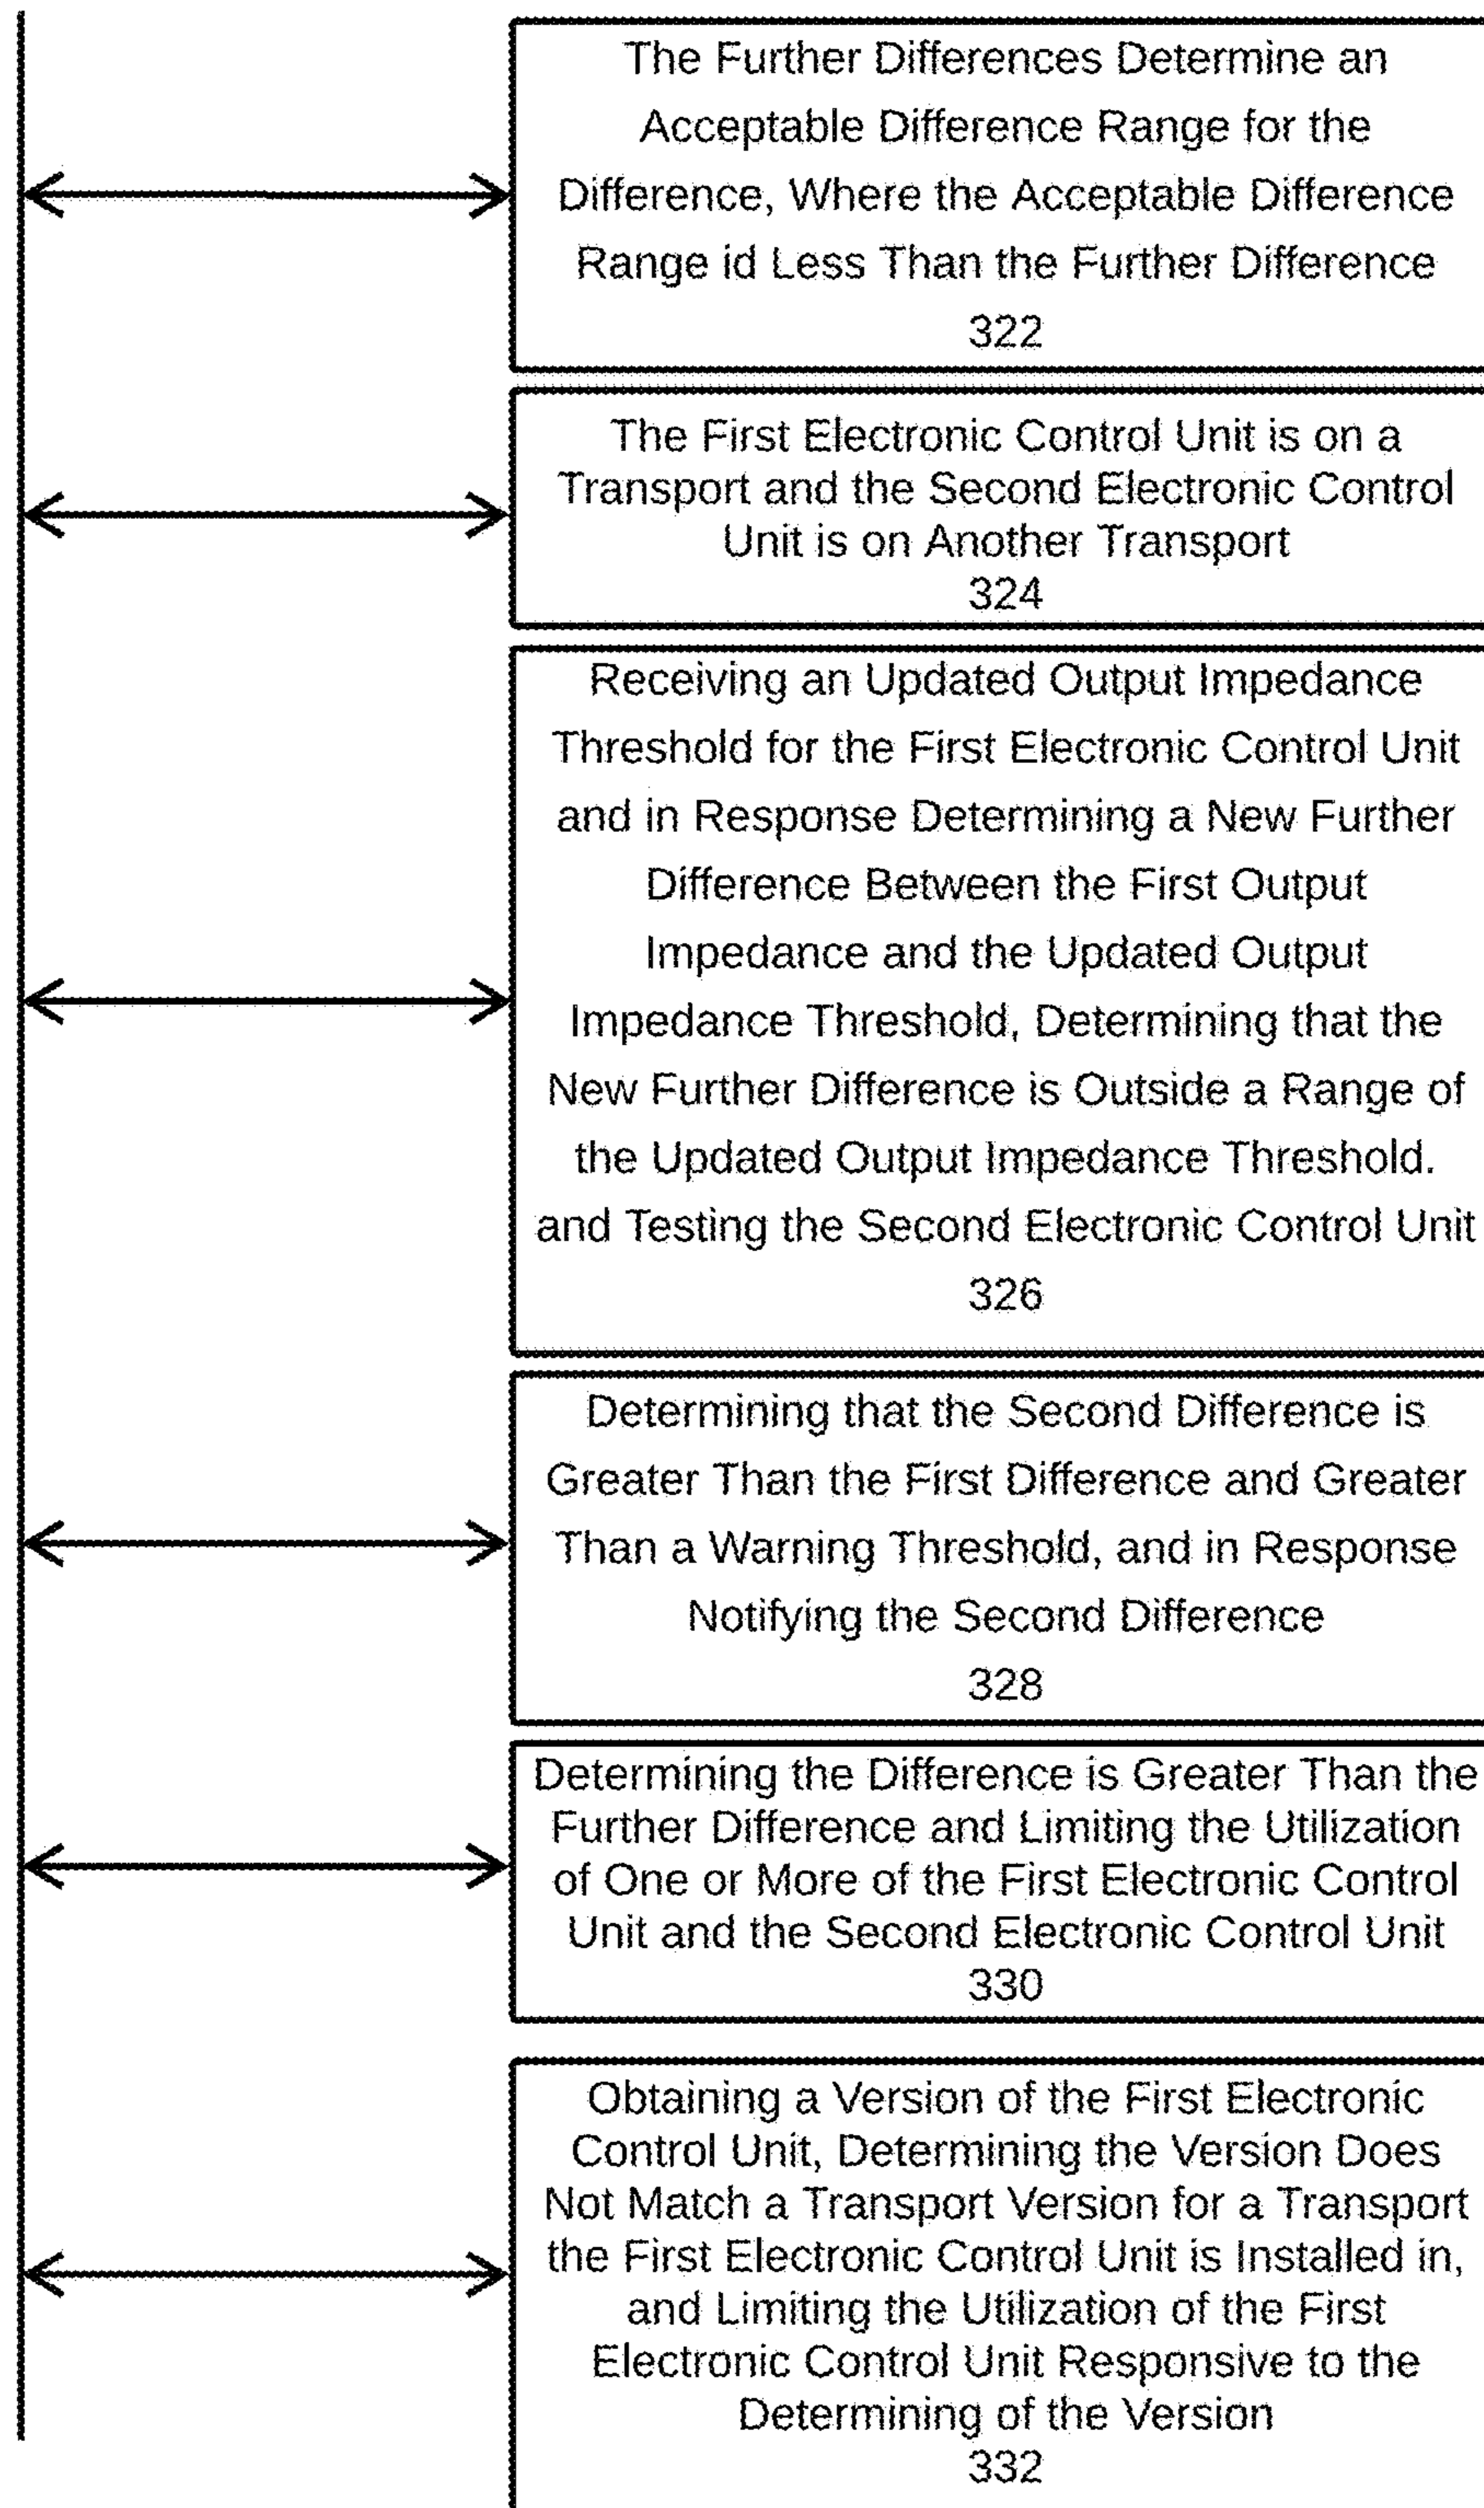 The Further Differences Determine an
Acceptable Difference Range for the
Difference, Where the Acceptable Difference
Range id Less Than the Further Difference
322
The First Electronic Control Unit is on a
Transport and the Second Electronic Control
Unit is on Another Transport
324
Receiving an Updated Output Impedance
Threshold for the First Electronic Control Unit
and in Response Determining a New Further
Difference Between the First Output
Impedance and the Updated Output
Impedance Threshold, Determining that the
New Further Difference is Outside a Range of
the Updated Output Impedance Threshold.
and Testing the Second Electronic Control Unit
326
Determining that the Second Difference is
Greater Than the First Difference and Greater
Than a Warning Threshold, and in Response
Notifying the Second Difference
328
Determining the Difference is Greater Than the
Further Difference and Limiting the Utilization
of One or More of the First Electronic Control
Unit and the Second Electronic Control Unit
330
Obtaining a Version of the First Electronic
Control Unit, Determining the Version Does
Not Match a Transport Version for a Transport
the First Electronic Control Unit is Installed in,
and Limiting the Utilization of the First
Electronic Control Unit Responsive to the
Determining of the Version
332